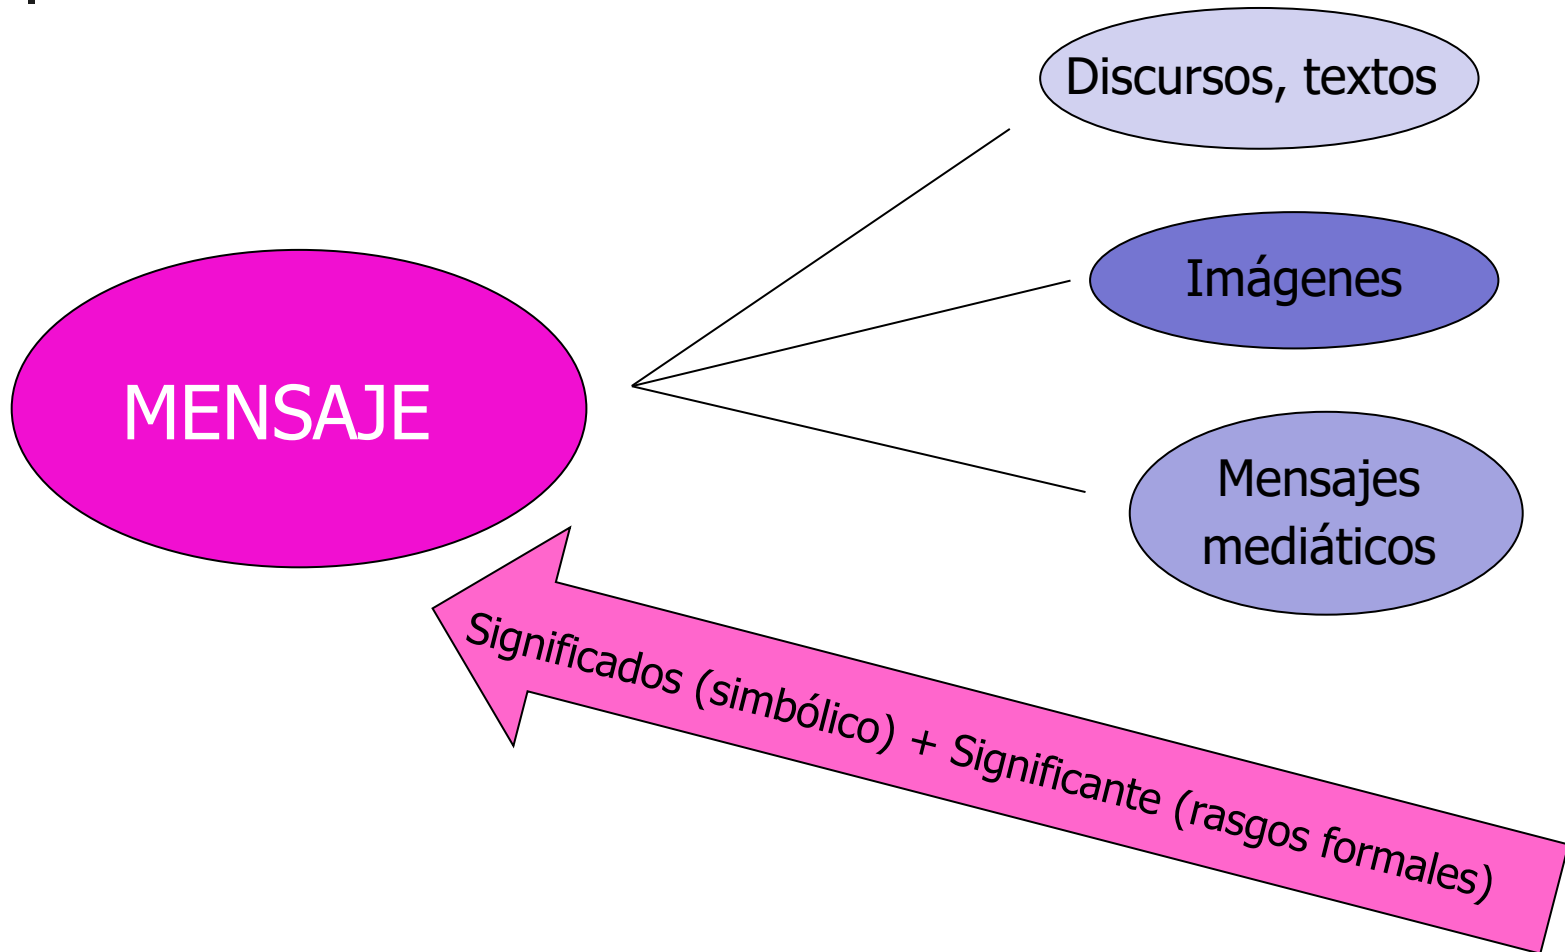 Discursos, textos
Imágenes
MENSAJE
Mensajes
mediáticos
Significados (simbólico) + Significante (rasgos formales)